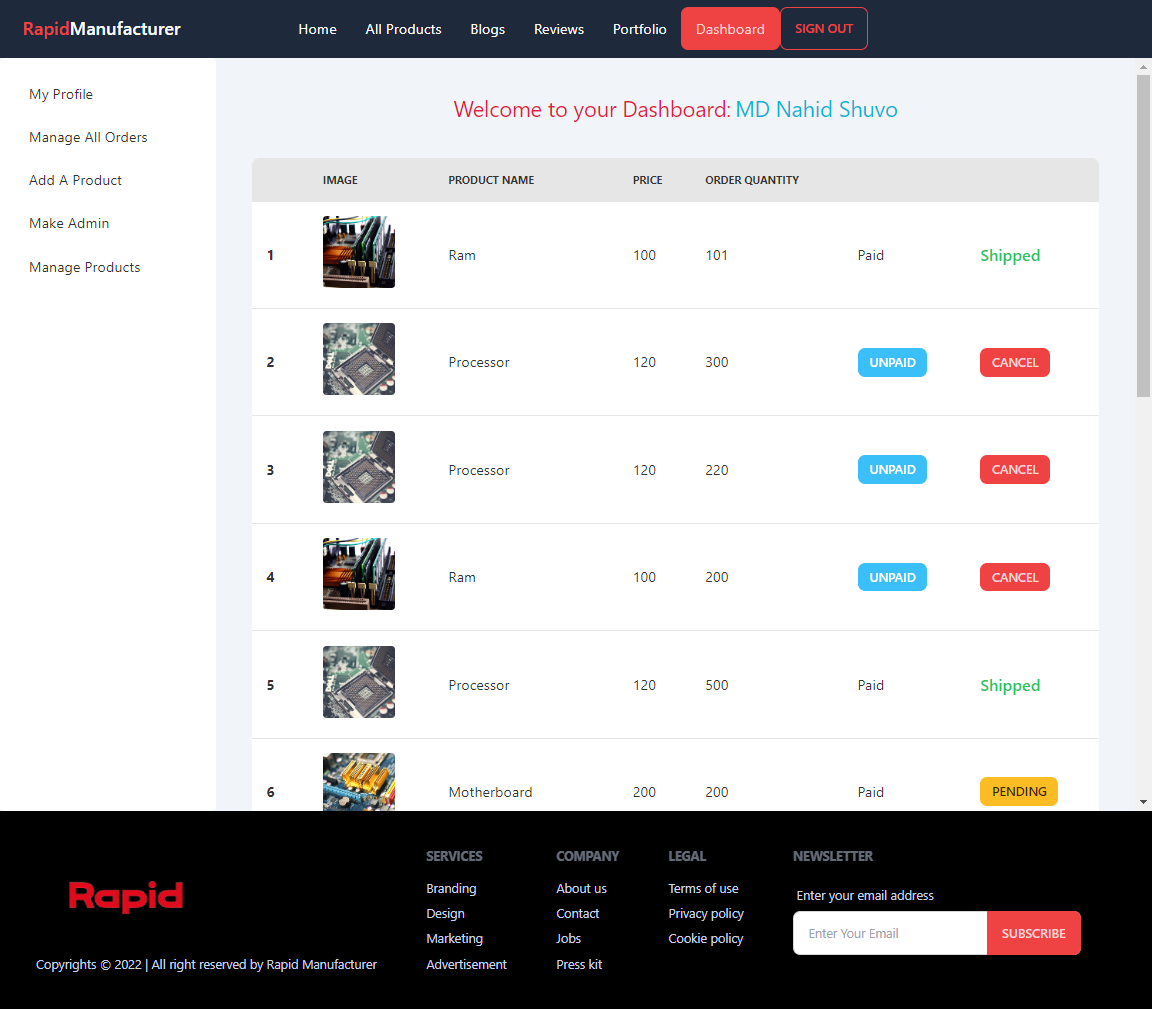 RapidManufacturer
Home All Products Blogs Reviews Portfolio Dashboard SIGN OUT
My Profile
Manage All Orders
Add A Product
Make Admin
Manage Products
Welcome to your Dashboard: MD Nahid Shuvo
IMAGE PRODUCT NAME PRICE ORDER QUANTITY
1 Ram 100 101 Paid Shipped
2 Processor 120 300 UNPAID CANCEL
3 Processor 120 220 UNPAID CANCEL
4 Ram 100 200 UNPAID CANCEL
5 Processor 120 500 Paid Shipped
6 Motherboard 200 200 Paid PENDING
Rapid
Copyrights © 2022 | All right reserved by Rapid Manufacturer
SERVICES
Branding
Design
Marketing
Advertisement
COMPANY
About us
Contact
Jobs
Press kit
LEGAL
Terms of use
Privacy policy
Cookie policy
NEWSLETTER
Enter your email address
Enter Your Email SUBSCRIBE